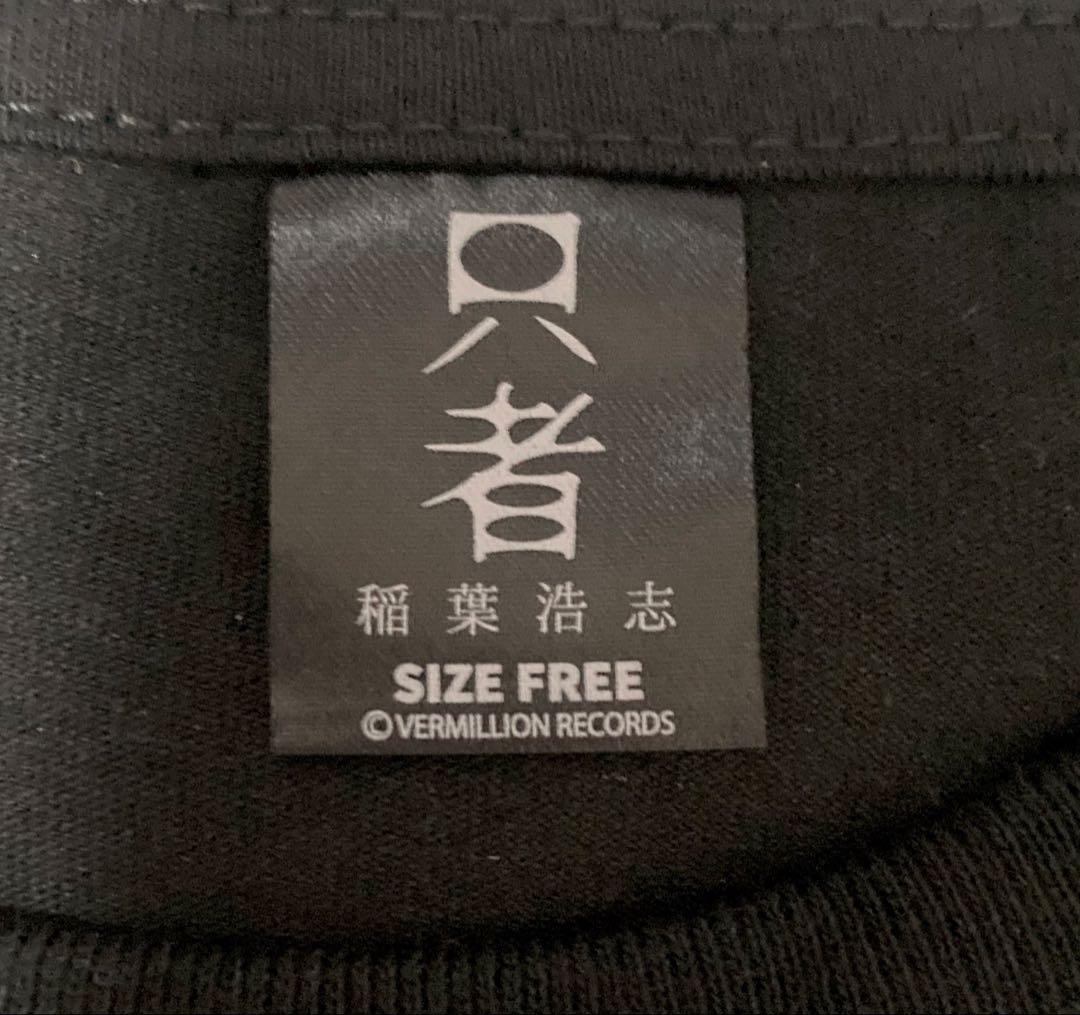 只者
稲葉浩志
SIZE FREE
©VERMILLION RECORDS